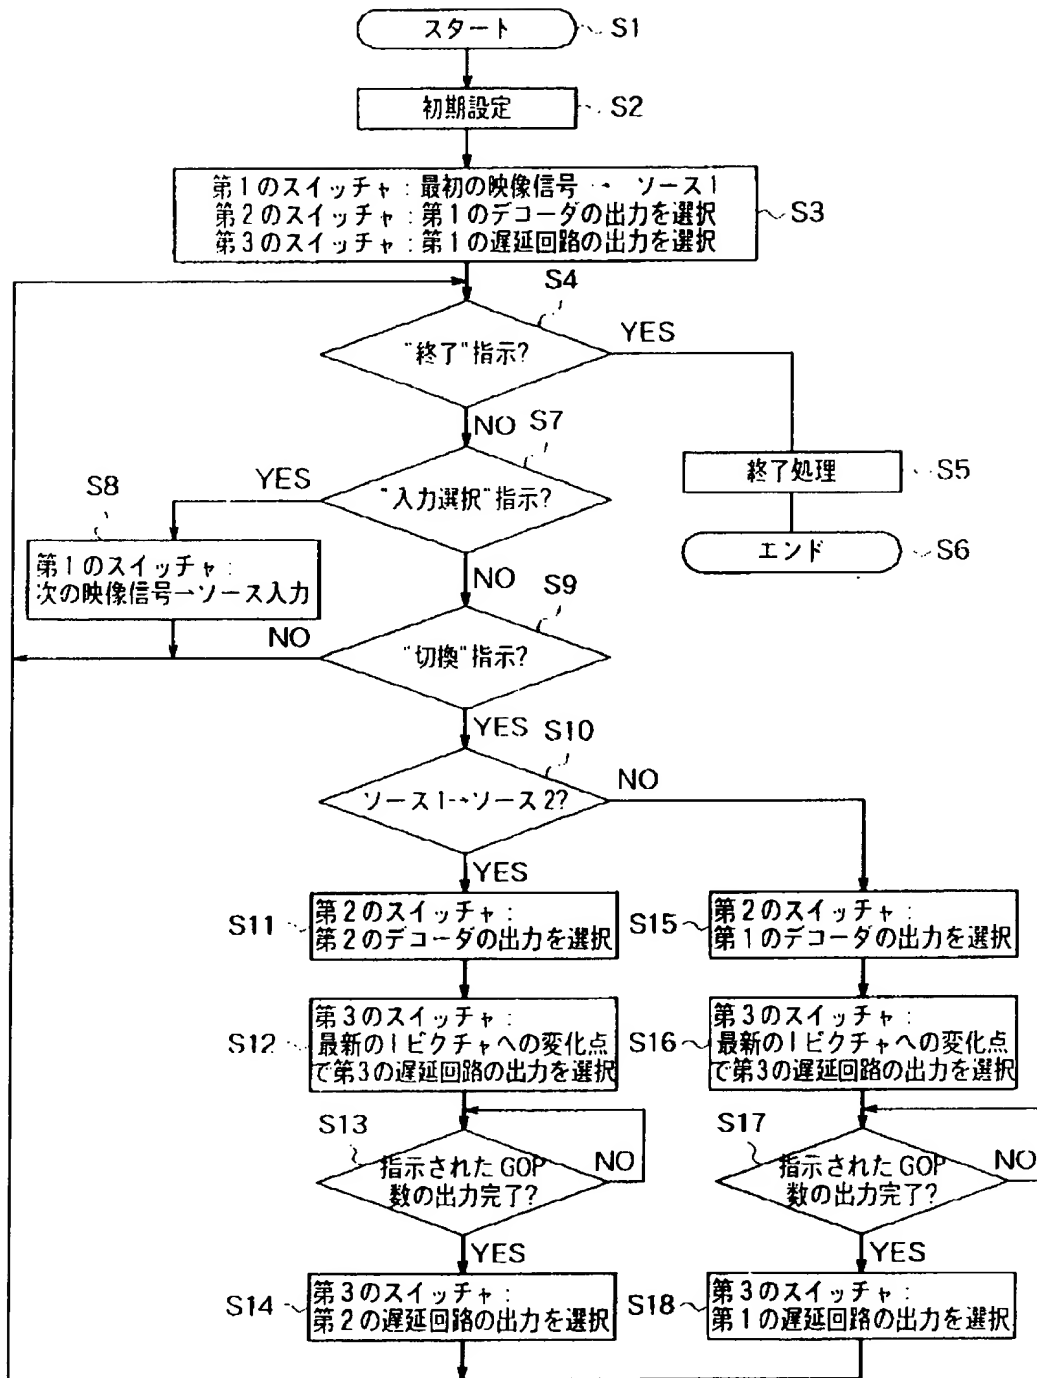 スタート S1
初期設定 S2
第1のスイッチャ:最初の映像信号→ ソース1
第2のスイッチャ:第1のデコーダの出力を選択
第3のスイッチャ:第1の遅延回路の出力を選択
S3
S4
"終了"指示?
YES
NO
S7
"入力選択"指示?
YES
NO
S8
第1のスイッチャ:
次の映像信号→ソース入力
終了処理 S5
エンド S6
S9
"切換"指示?
NO
YES
S10
ソース1→ソース2?
NO
YES
S11
第2のスイッチャ:
第2のデコーダの出力を選択
S15
第2のスイッチャ:
第1のデコーダの出力を選択
S12
第3のスイッチャ:
最新のIピクチャへの変化点
で第3の遅延回路の出力を選択
S16
第3のスイッチャ:
最新のIピクチャへの変化点
で第3の遅延回路の出力を選択
S13
指示されたGOP
数の出力完了?
NO
YES
S17
指示されたGOP
数の出力完了?
NO
YES
S14
第3のスイッチャ:
第2の遅延回路の出力を選択
S18
第3のスイッチャ:
第1の遅延回路の出力を選択